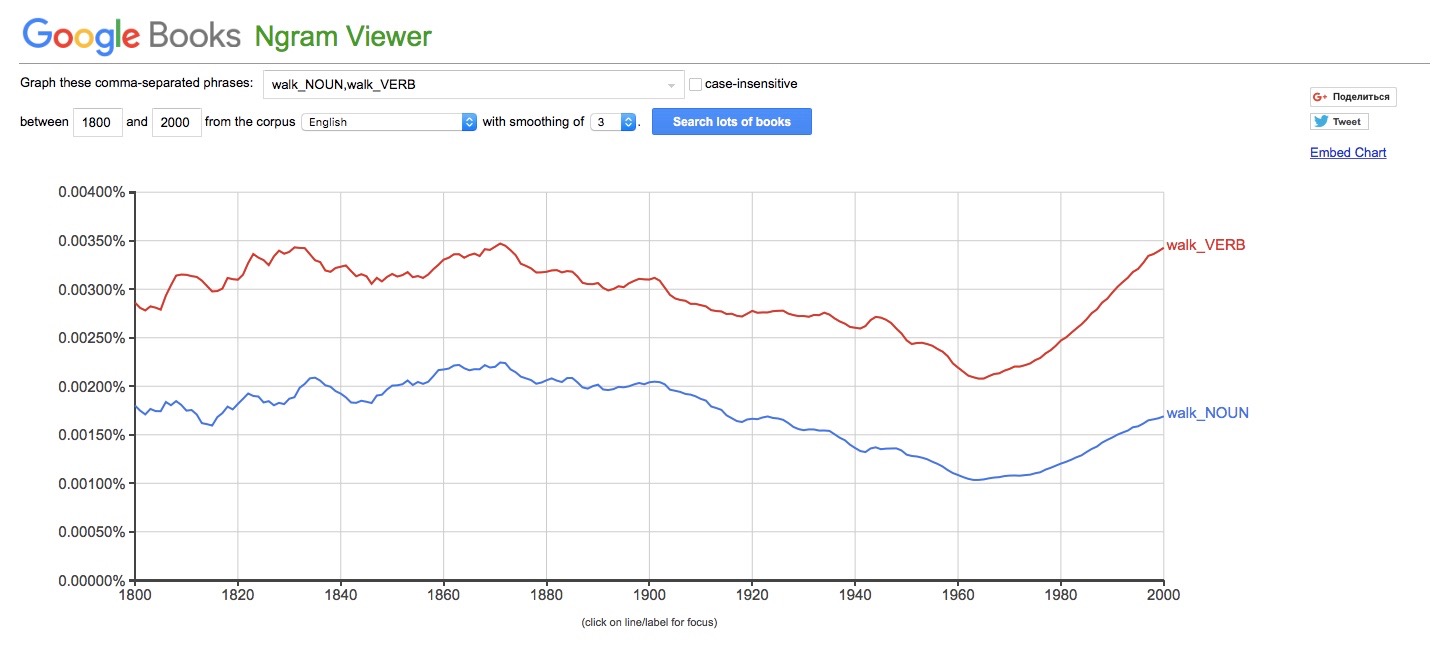 Google Books Ngram Viewer
Graph these comma-separated phrases: walk_NOUN,walk_VERB case-insensitive
between 1800 and 2000 from the corpus English with smoothing of 3 . Search lots of books
G+ Поделиться
Tweet
Embed Chart
0.00400%
0.00350%
walk_VERB
0.00300%
0.00250%
0.00200%
walk_NOUN
0.00150%
0.00100%
0.00050%
0.00000%
1800 1820 1840 1860 1880 1900 1920 1940 1960 1980 2000
(click on line/label for focus)